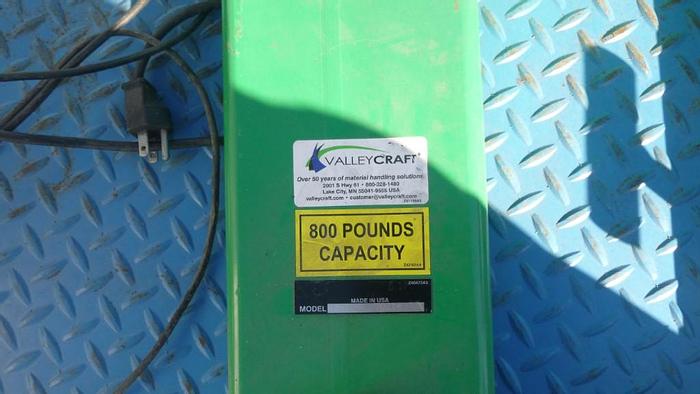 VALLEYCRAFT
Over 50 years of material handling solutions
2001 S Hwy 61 • 800-328-1480
Lake City, MN 55041-9505 USA
valleycraft.com • customer@valleycraft.com
800 POUNDS
CAPACITY
MADE IN USA
MODEL